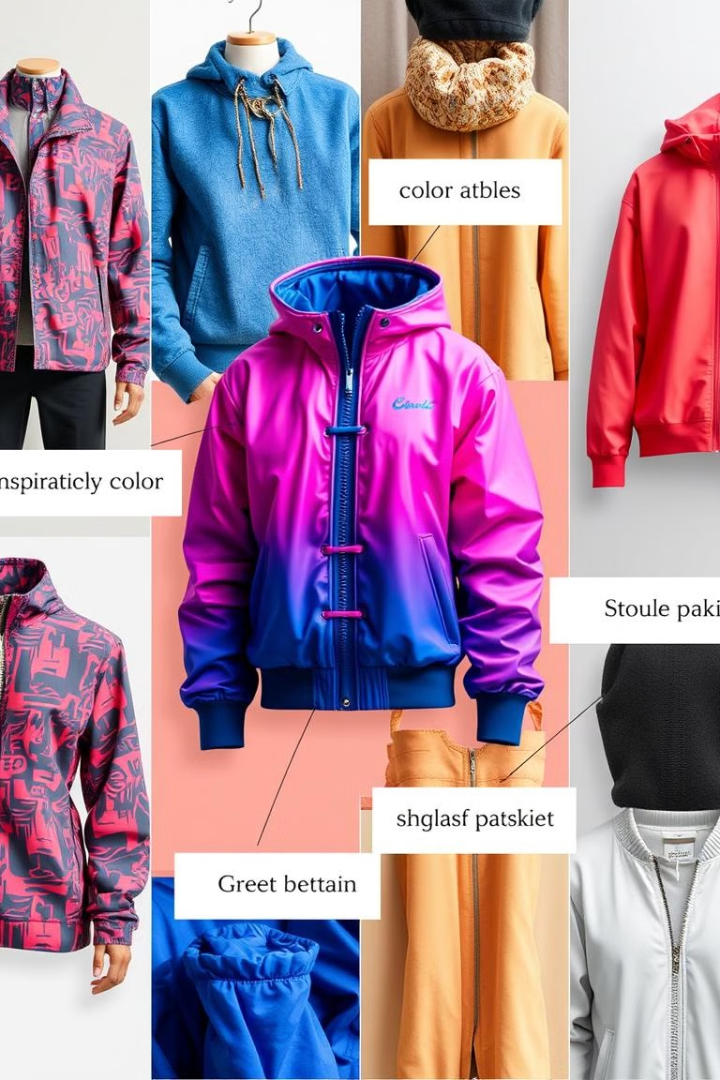 color atbles
nspiraticly color
Stoule paki
shglasf patskiet
Greet bettain